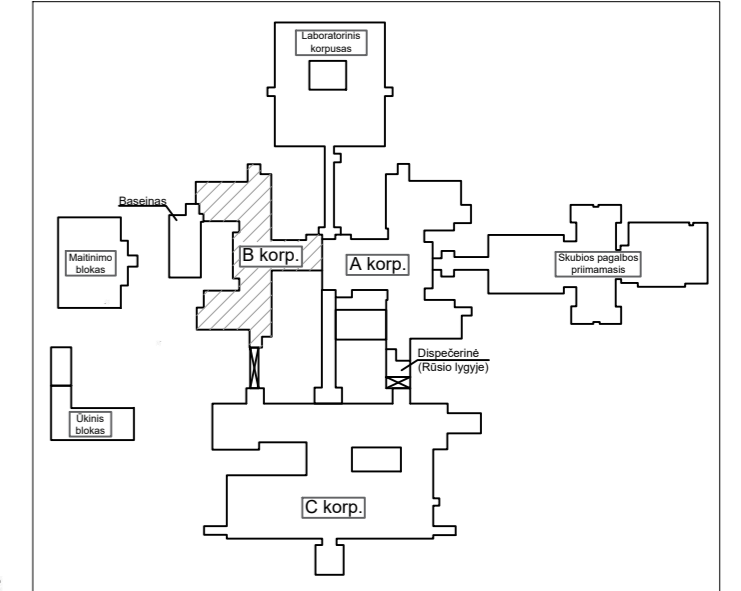 Laboratorinis
korpusas
Baseinas
Maitinimo
blokas
B korp.
A korp.
Skubios pagalbos
priimamasis
Dispečerinė
(Rūsio lygyje)
Ūkinis
blokas
C korp.